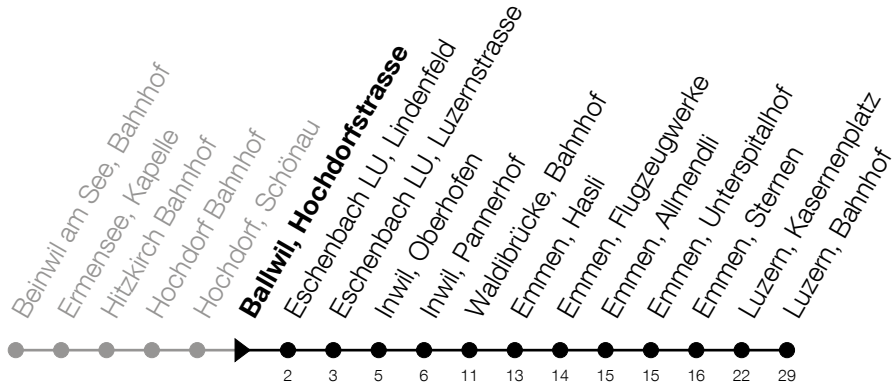 Beinwil am See, Bahnhof
Ermensee, Kapelle
Hitzkirch Bahnhof
Hochdorf Bahnhof
Hochdorf, Schönau
Ballwil, Hochdorfstrasse
Eschenbach LU, Lindenfeld
Eschenbach LU, Luzernstrasse
Inwil, Oberhofen
Inwil, Pannerhof
Waldibrücke, Bahnhof
Emmen, Hasli
Emmen, Flugzeugwerke
Emmen, Allmendli
Emmen, Unterspitalhof
Emmen, Sternen
Luzern, Kasernenplatz
Luzern, Bahnhof
2 3 5 6 11 13 14 15 15 16 22 29